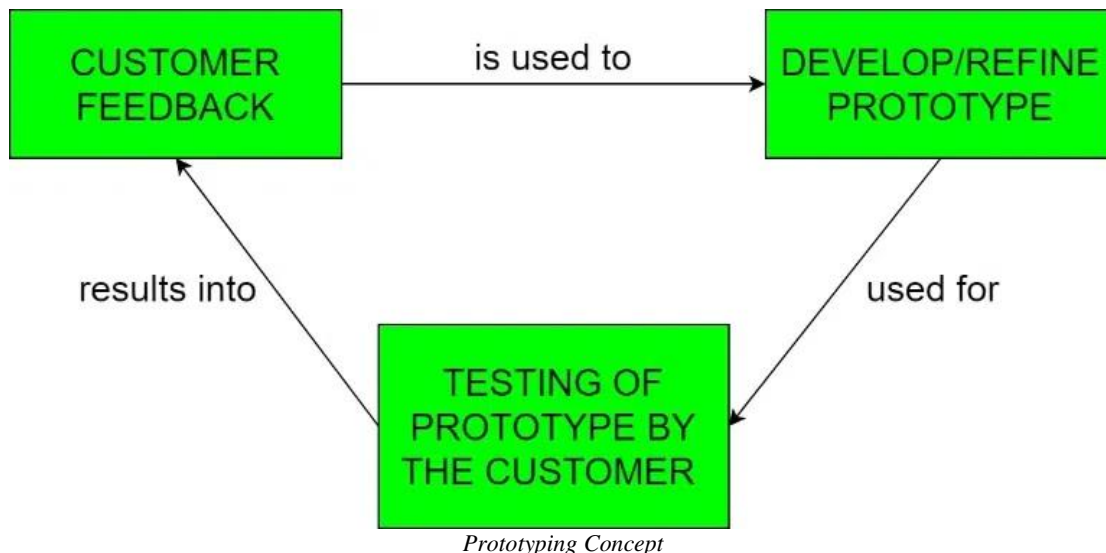 CUSTOMER
FEEDBACK
is used to
DEVELOP/REFINE
PROTOTYPE
results into
used for
TESTING OF
PROTOTYPE BY
THE CUSTOMER
Prototyping Concept